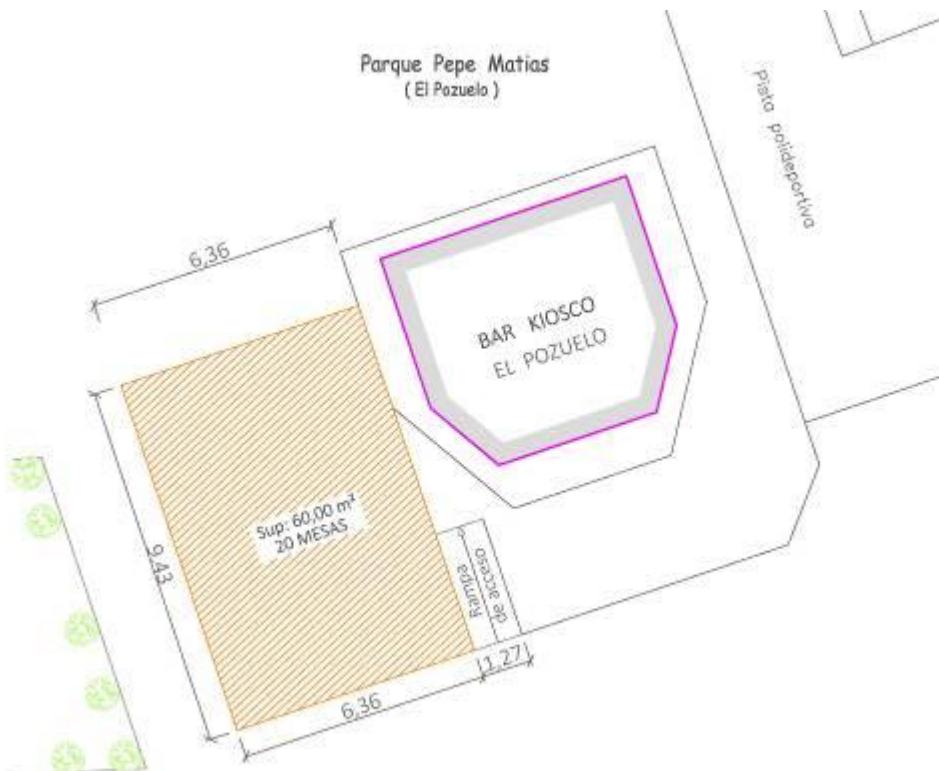 Parque Pepe Matias
( El Pozuelo )
Pista polideportiva
6,36
BAR KIOSCO
EL POZUELO
Sup: 60,00 m²
20 MESAS
9,43
Rampa
de acceso
1,27
6,36